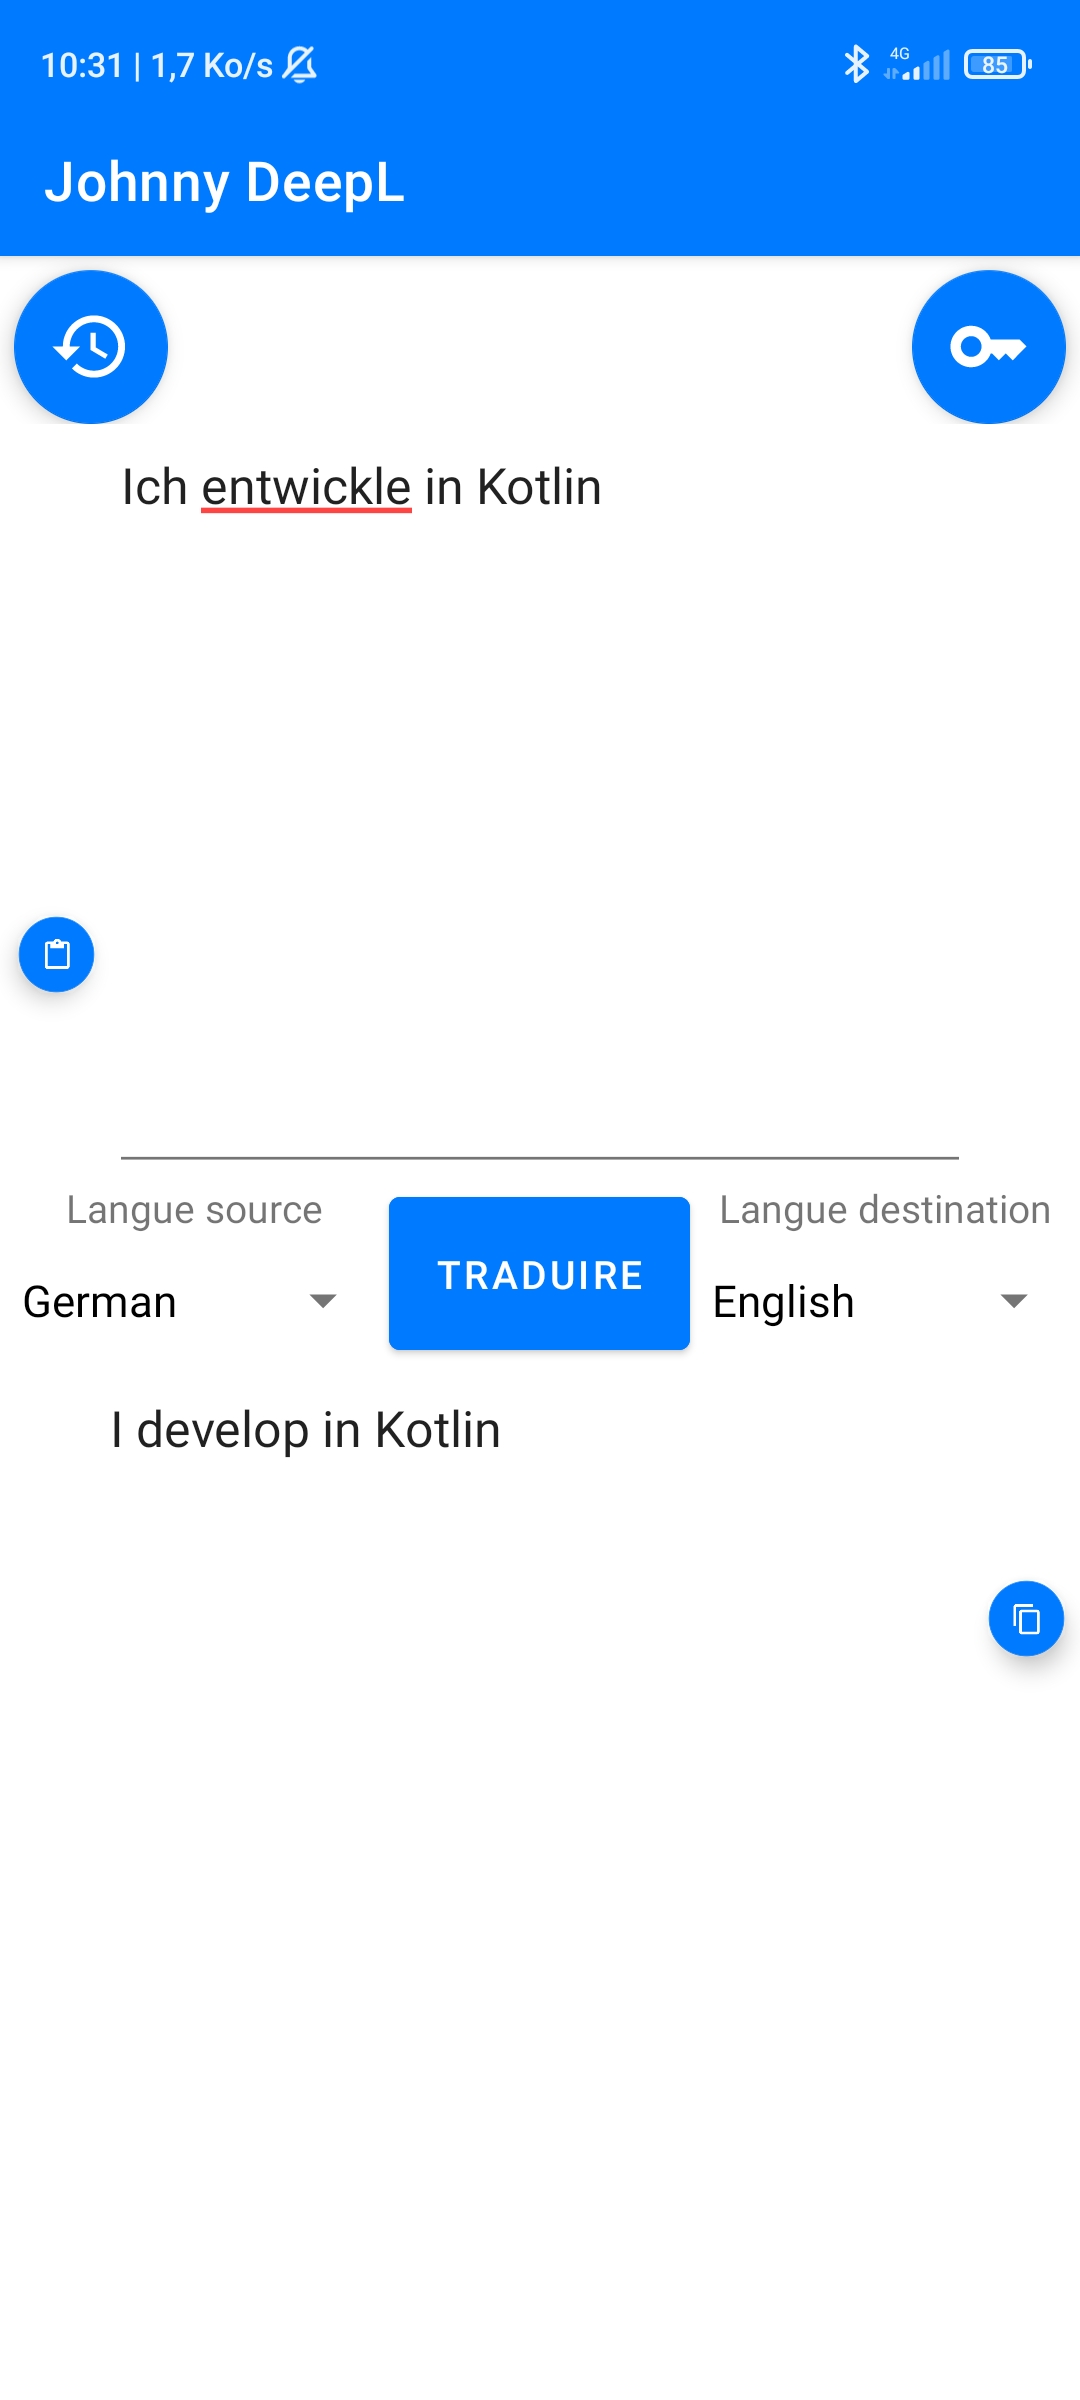 10:31 | 1,7 Ko/s
4G
85
Johnny DeepL
Ich entwickle in Kotlin
Langue source
Langue destination
TRADUIRE
German
English
I develop in Kotlin